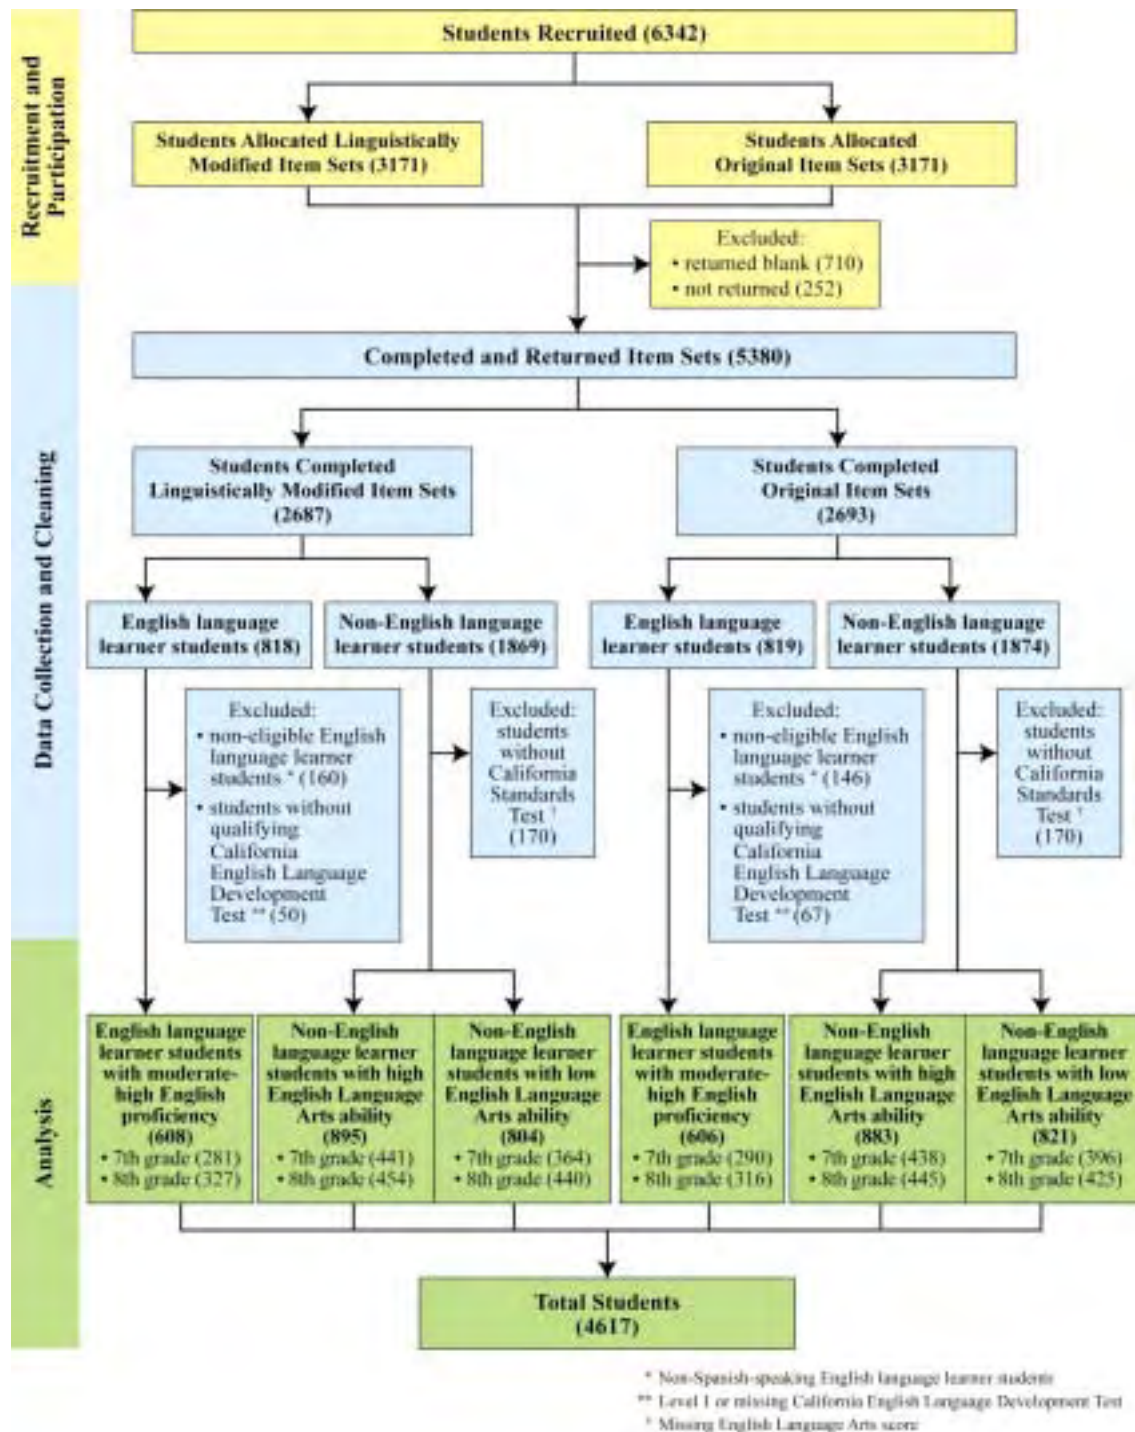 Recruitment and
Participation
Students Recruited (6342)
Students Allocated Linguistically
Modified Item Sets (3171)
Students Allocated
Original Item Sets (3171)
Excluded:
• returned blank (710)
• not returned (252)
Data Collection and Cleaning
Completed and Returned Item Sets (5380)
Students Completed
Linguistically Modified Item Sets
(2687)
Students Completed
Original Item Sets
(2693)
English language
learner students (818)
Non-English language
learner students (1869)
English language
learner students (819)
Non-English language
learner students (1874)
Excluded:
• non-eligible English
language learner
students * (160)
• students without
qualifying
California
English Language
Development
Test ** (50)
Excluded:
students
without
California
Standards
Test †
(170)
Excluded:
• non-eligible English
language learner
students * (146)
• students without
qualifying
California
English Language
Development
Test ** (67)
Excluded:
students
without
California
Standards
Test †
(170)
Analysis
English language
learner students
with moderate-
high English
proficiency
(608)
• 7th grade (281)
• 8th grade (327)
Non-English
language learner
students with high
English Language
Arts ability
(895)
• 7th grade (441)
• 8th grade (454)
Non-English
language learner
students with low
English Language
Arts ability
(804)
• 7th grade (364)
• 8th grade (440)
English language
learner students
with moderate-
high English
proficiency
(606)
• 7th grade (290)
• 8th grade (316)
Non-English
language learner
students with high
English Language
Arts ability
(883)
• 7th grade (438)
• 8th grade (445)
Non-English
language learner
students with low
English Language
Arts ability
(821)
• 7th grade (396)
• 8th grade (425)
Total Students
(4617)
* Non-Spanish-speaking English language learner students
** Level 1 or missing California English Language Development Test
† Missing English Language Arts score